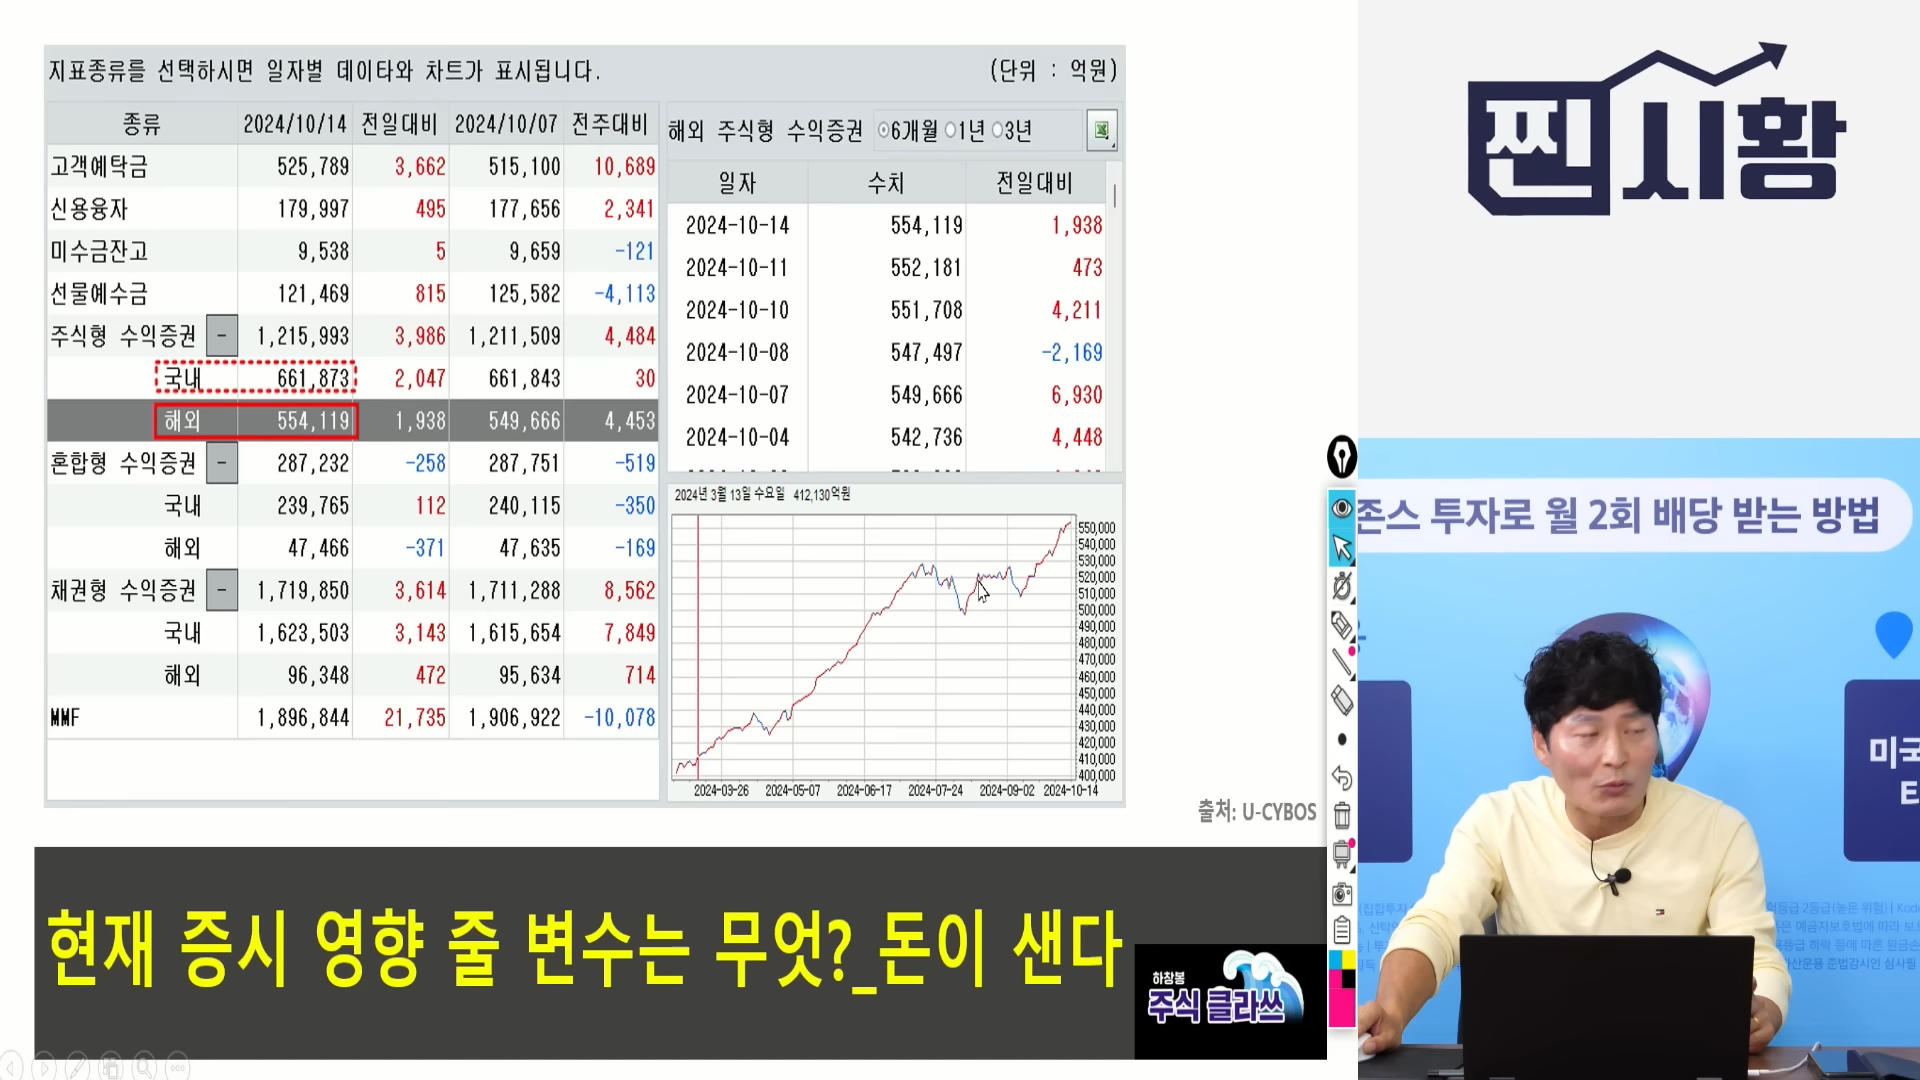 지표종류를 선택하시면 일자별 데이타와 차트가 표시됩니다. (단위 : 억원)
종류 2024/10/14 전일대비 2024/10/07 전주대비
고객예탁금 525,789 3,662 515,100 10,689
신용융자 179,997 495 177,656 2,341
미수금잔고 9,538 5 9,659 -121
선물예수금 121,469 815 125,582 -4,113
주식형 수익증권 - 1,215,993 3,986 1,211,509 4,484
국내 661,873 2,047 661,843 30
해외 554,119 1,938 549,666 4,453
혼합형 수익증권 - 287,232 -258 287,751 -519
국내 239,765 112 240,115 -350
해외 47,466 -371 47,635 -169
채권형 수익증권 - 1,719,850 3,614 1,711,288 8,562
국내 1,623,503 3,143 1,615,654 7,849
해외 96,348 472 95,634 714
MMF 1,896,844 21,735 1,906,922 -10,078
해외 주식형 수익증권 6개월 1년 3년
일자 수치 전일대비
2024-10-14 554,119 1,938
2024-10-11 552,181 473
2024-10-10 551,708 4,211
2024-10-08 547,497 -2,169
2024-10-07 549,666 6,930
2024-10-04 542,736 4,448
2024년 3월 13일 수요일 412,130억원
550,000
540,000
530,000
520,000
510,000
500,000
490,000
480,000
470,000
460,000
450,000
440,000
430,000
420,000
410,000
400,000
2024-03-26 2024-05-07 2024-06-17 2024-07-24 2024-09-02 2024-10-14
출처: U-CYBOS
현재 증시 영향 줄 변수는 무엇?_돈이 샌다
하창봉
주식 클라쓰
찐시황
존스 투자로 월 2회 배당 받는 방법
미국